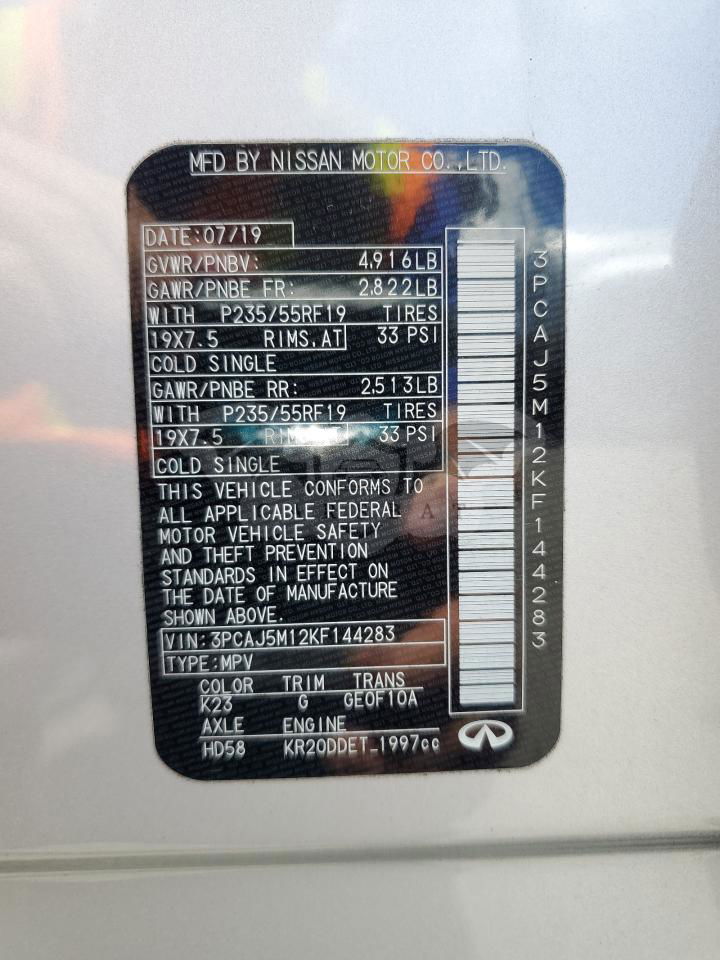 MFD BY NISSAN MOTOR CO.,LTD.
DATE:07/19
GVWR/PNBV: 4,916LB
GAWR/PNBE FR: 2,822LB
WITH P235/55RF19 TIRES
19X7.5 RIMS,AT 33 PSI
COLD SINGLE
GAWR/PNBE RR: 2,513LB
WITH P235/55RF19 TIRES
19X7.5 RIMS,AT 33 PSI
COLD SINGLE
THIS VEHICLE CONFORMS TO
ALL APPLICABLE FEDERAL
MOTOR VEHICLE SAFETY
AND THEFT PREVENTION
STANDARDS IN EFFECT ON
THE DATE OF MANUFACTURE
SHOWN ABOVE.
VIN:3PCAJ5M12KF144283
TYPE:MPV
COLOR TRIM TRANS
K23 G GE0F10A
AXLE ENGINE
HD58 KR20DDET-1997cc
3PCAJ5M12KF144283